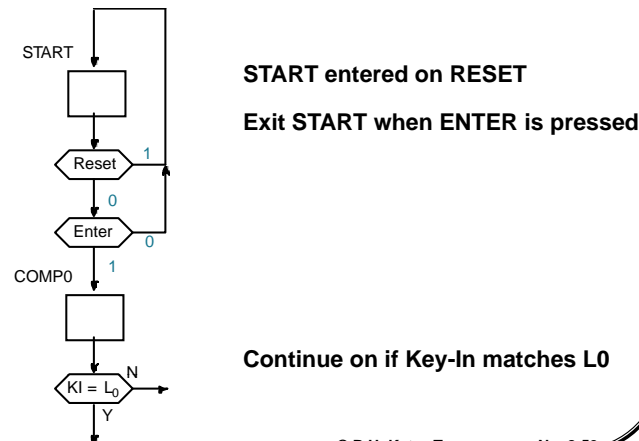 START
START entered on RESET
Exit START when ENTER is pressed
Reset
1
0
Enter
0
1
COMP0
Continue on if Key-In matches L0
KI = L0
N
Y